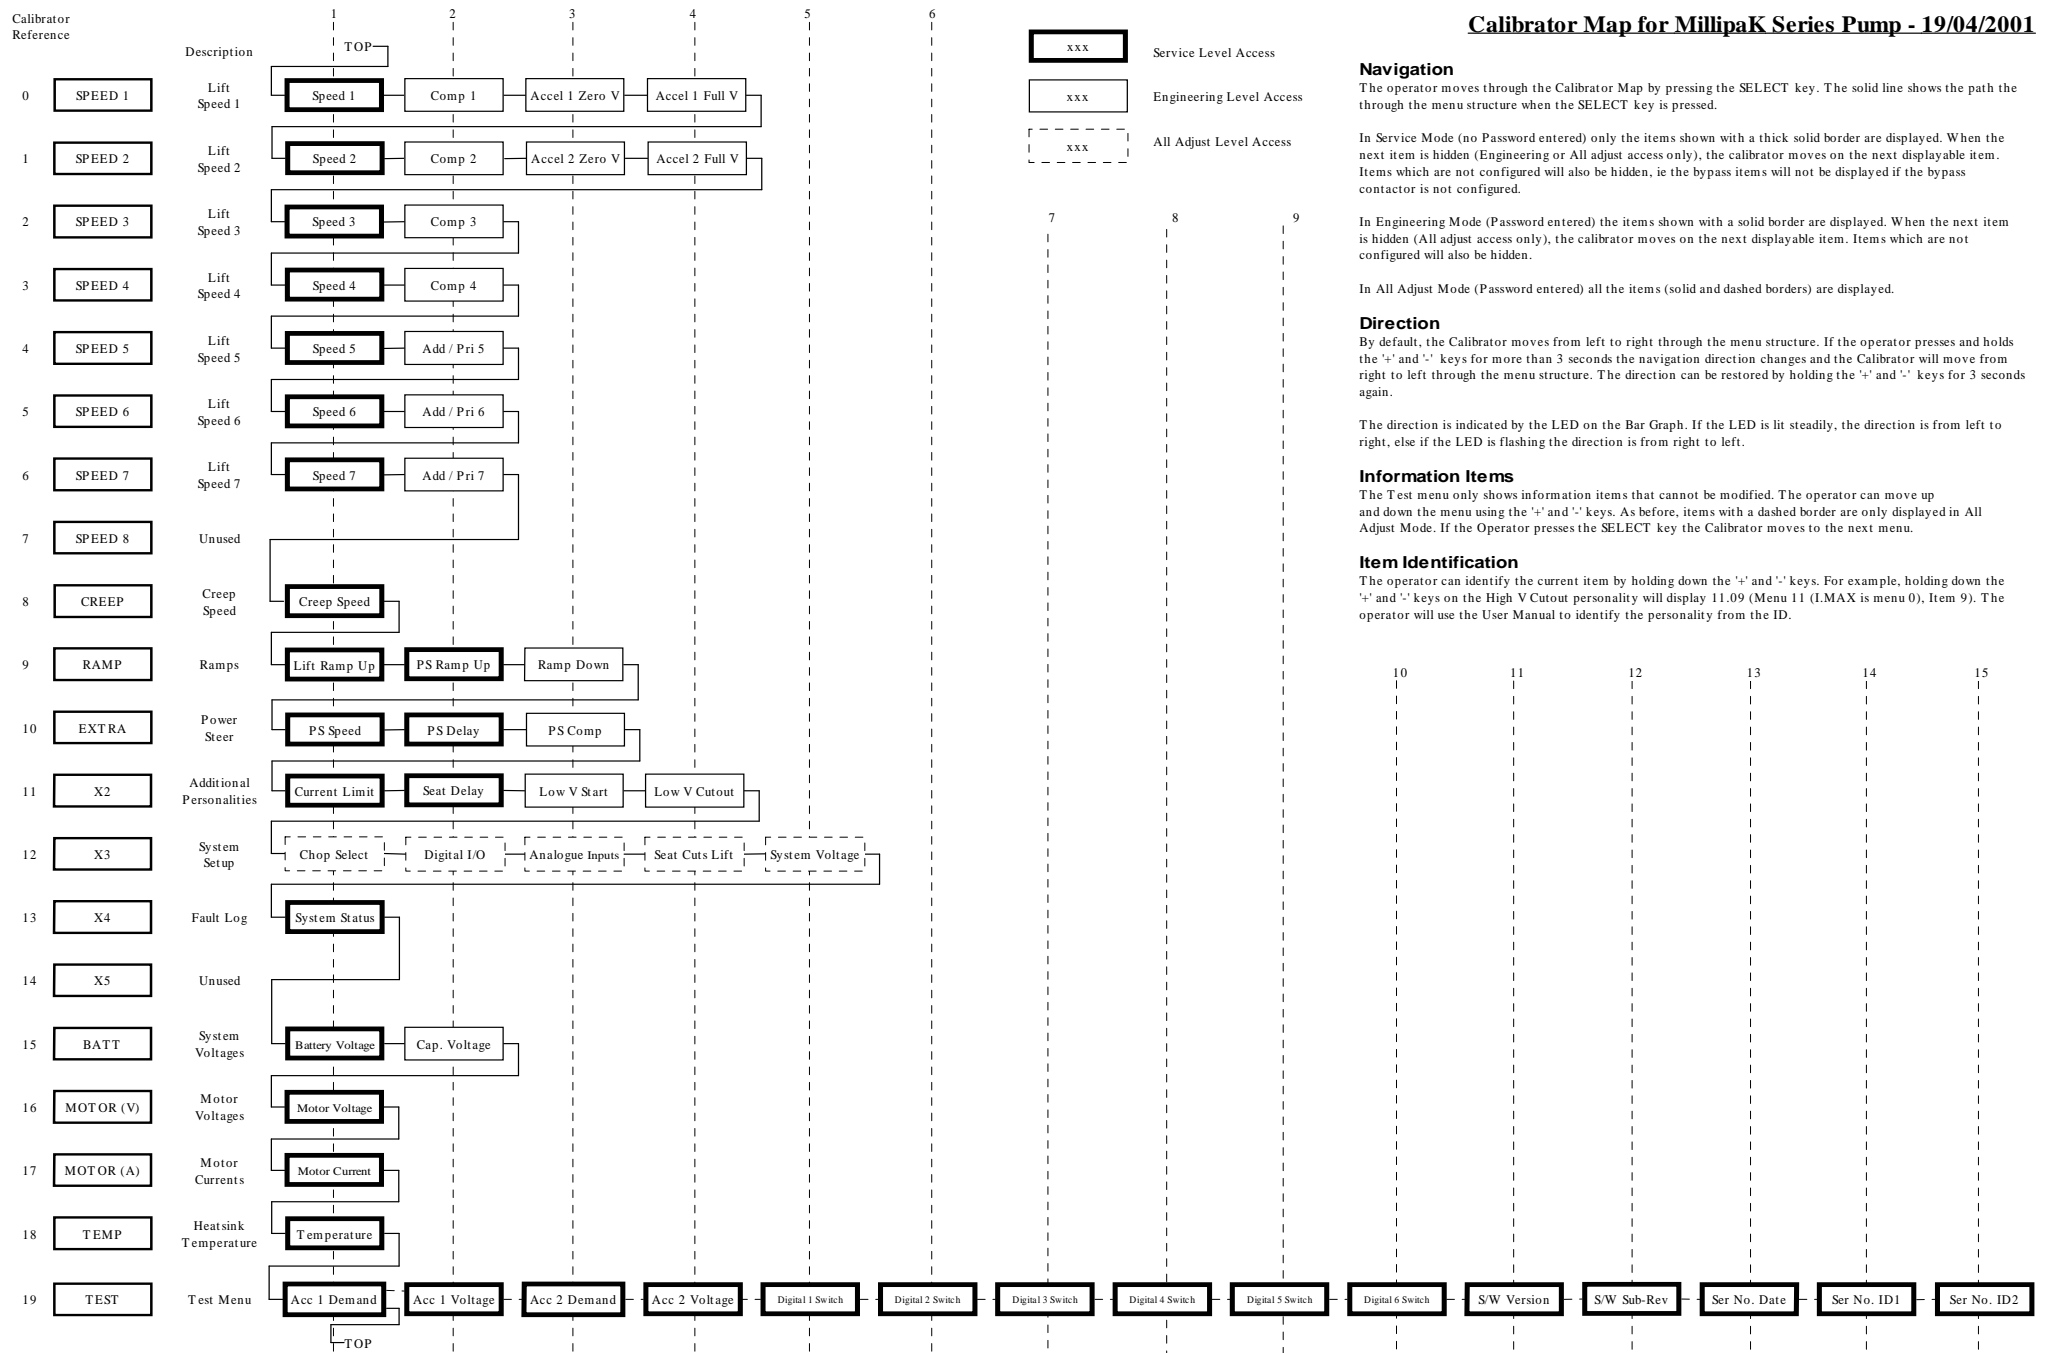 Calibrator Map for MillipaK Series Pump - 19/04/2001
Calibrator
Reference
Description
1
2
3
4
5
6
TOP
0
SPEED 1
Lift
Speed 1
Speed 1
Comp 1
Accel 1 Zero V
Accel 1 Full V
1
SPEED 2
Lift
Speed 2
Speed 2
Comp 2
Accel 2 Zero V
Accel 2 Full V
2
SPEED 3
Lift
Speed 3
Speed 3
Comp 3
3
SPEED 4
Lift
Speed 4
Speed 4
Comp 4
4
SPEED 5
Lift
Speed 5
Speed 5
Add / Pri 5
5
SPEED 6
Lift
Speed 6
Speed 6
Add / Pri 6
6
SPEED 7
Lift
Speed 7
Speed 7
Add / Pri 7
7
SPEED 8
Unused
8
CREEP
Creep
Speed
Creep Speed
9
RAMP
Ramps
Lift Ramp Up
PS Ramp Up
Ramp Down
10
EXTRA
Power
Steer
PS Speed
PS Delay
PS Comp
11
X2
Additional
Personalities
Current Limit
Seat Delay
Low V Start
Low V Cutout
12
X3
System
Setup
Chop Select
Digital I/O
Analogue Inputs
Seat Cuts Lift
System Voltage
13
X4
Fault Log
System Status
14
X5
Unused
15
BATT
System
Voltages
Battery Voltage
Cap. Voltage
16
MOTOR (V)
Motor
Voltages
Motor Voltage
17
MOTOR (A)
Motor
Currents
Motor Current
18
TEMP
Heatsink
Temperature
Temperature
19
TEST
Test Menu
Acc 1 Demand
Acc 1 Voltage
Acc 2 Demand
Acc 2 Voltage
Digital 1 Switch
Digital 2 Switch
Digital 3 Switch
Digital 4 Switch
Digital 5 Switch
Digital 6 Switch
S/W Version
S/W Sub-Rev
Ser No. Date
Ser No. ID1
Ser No. ID2
TOP
xxx
Service Level Access
xxx
Engineering Level Access
xxx
All Adjust Level Access
7
8
9
Navigation
The operator moves through the Calibrator Map by pressing the SELECT key. The solid line shows the path the
through the menu structure when the SELECT key is pressed.
In Service Mode (no Password entered) only the items shown with a thick solid border are displayed. When the
next item is hidden (Engineering or All adjust access only), the calibrator moves on the next displayable item.
Items which are not configured will also be hidden, ie the bypass items will not be displayed if the bypass
contactor is not configured.
In Engineering Mode (Password entered) the items shown with a solid border are displayed. When the next item
is hidden (All adjust access only), the calibrator moves on the next displayable item. Items which are not
configured will also be hidden.
In All Adjust Mode (Password entered) all the items (solid and dashed borders) are displayed.
Direction
By default, the Calibrator moves from left to right through the menu structure. If the operator presses and holds
the '+' and '-' keys for more than 3 seconds the navigation direction changes and the Calibrator will move from
right to left through the menu structure. The direction can be restored by holding the '+' and '-' keys for 3 seconds
again.
The direction is indicated by the LED on the Bar Graph. If the LED is lit steadily, the direction is from left to
right, else if the LED is flashing the direction is from right to left.
Information Items
The Test menu only shows information items that cannot be modified. The operator can move up
and down the menu using the '+' and '-' keys. As before, items with a dashed border are only displayed in All
Adjust Mode. If the Operator presses the SELECT key the Calibrator moves to the next menu.
Item Identification
The operator can identify the current item by holding down the '+' and '-' keys. For example, holding down the
'+' and '-' keys on the High V Cutout personality will display 11.09 (Menu 11 (I.MAX is menu 0), Item 9). The
operator will use the User Manual to identify the personality from the ID.
10
11
12
13
14
15